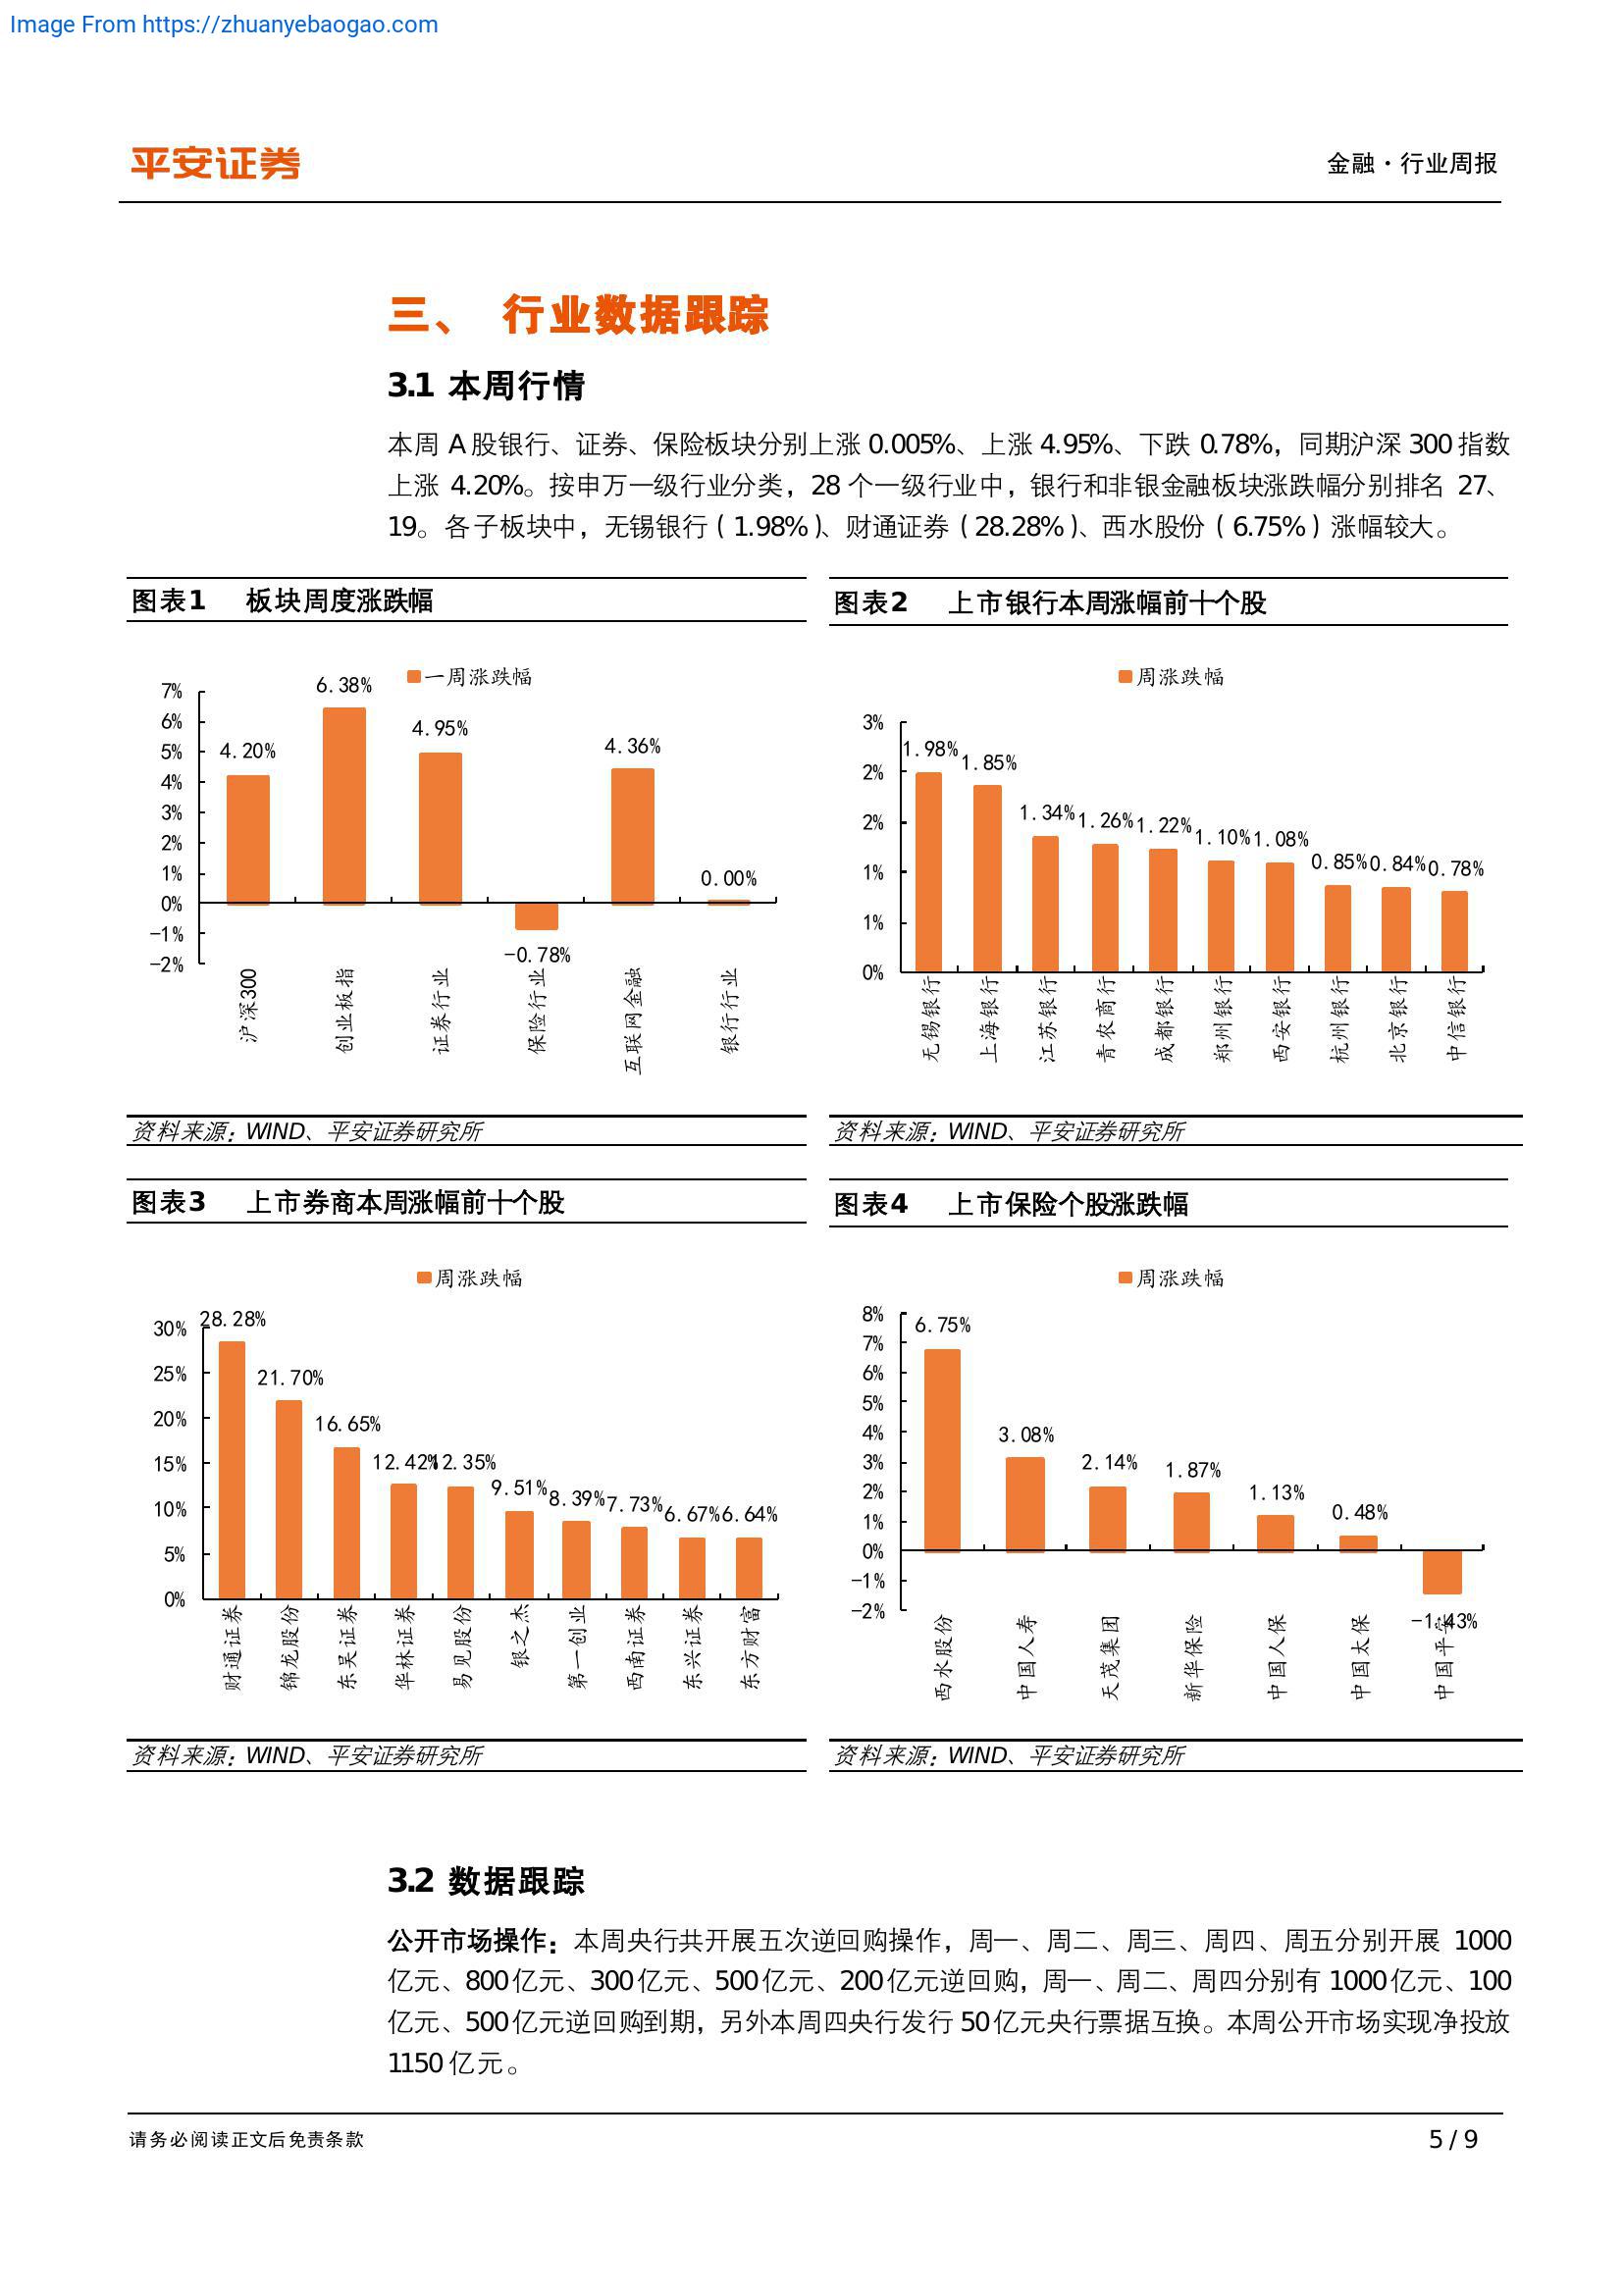 Image From https://zhuanyebaogao.com
平安证券
金融·行业周报
三、 行业数据跟踪
3.1 本周行情
本周 A 股银行、证券、保险板块分别上涨 0.005%、上涨 4.95%、下跌 0.78%，同期沪深 300 指数
上涨 4.20%。按申万一级行业分类，28 个一级行业中，银行和非银金融板块涨跌幅分别排名 27、
19。各子板块中，无锡银行（1.98%）、财通证券（28.28%）、西水股份（6.75%）涨幅较大。
图表1 板块周度涨跌幅
一周涨跌幅
7%
6%
5%
4%
3%
2%
1%
0%
-1%
-2%
4.20%
6.38%
4.95%
-0.78%
4.36%
0.00%
沪深300
创业板指
证券行业
保险行业
互联网金融
银行行业
资料来源：WIND、平安证券研究所
图表2 上市银行本周涨幅前十个股
周涨跌幅
3%
2%
2%
1%
1%
0%
1.98%
1.85%
1.34%
1.26%
1.22%
1.10%
1.08%
0.85%
0.84%
0.78%
无锡银行
上海银行
江苏银行
青农商行
成都银行
郑州银行
西安银行
杭州银行
北京银行
中信银行
资料来源：WIND、平安证券研究所
图表3 上市券商本周涨幅前十个股
周涨跌幅
30%
25%
20%
15%
10%
5%
0%
28.28%
21.70%
16.65%
12.42%
12.35%
9.51%
8.39%
7.73%
6.67%
6.64%
财通证券
锦龙股份
东吴证券
华林证券
易见股份
银之杰
第一创业
西南证券
东兴证券
东方财富
资料来源：WIND、平安证券研究所
图表4 上市保险个股涨跌幅
周涨跌幅
8%
7%
6%
5%
4%
3%
2%
1%
0%
-1%
-2%
6.75%
3.08%
2.14%
1.87%
1.13%
0.48%
-1.43%
西水股份
中国人寿
天茂集团
新华保险
中国人保
中国太保
中国平安
资料来源：WIND、平安证券研究所
3.2 数据跟踪
公开市场操作：本周央行共开展五次逆回购操作，周一、周二、周三、周四、周五分别开展 1000
亿元、800亿元、300亿元、500亿元、200亿元逆回购，周一、周二、周四分别有 1000亿元、100
亿元、500亿元逆回购到期，另外本周四央行发行 50亿元央行票据互换。本周公开市场实现净投放
1150 亿元。
请务必阅读正文后免责条款
5 / 9